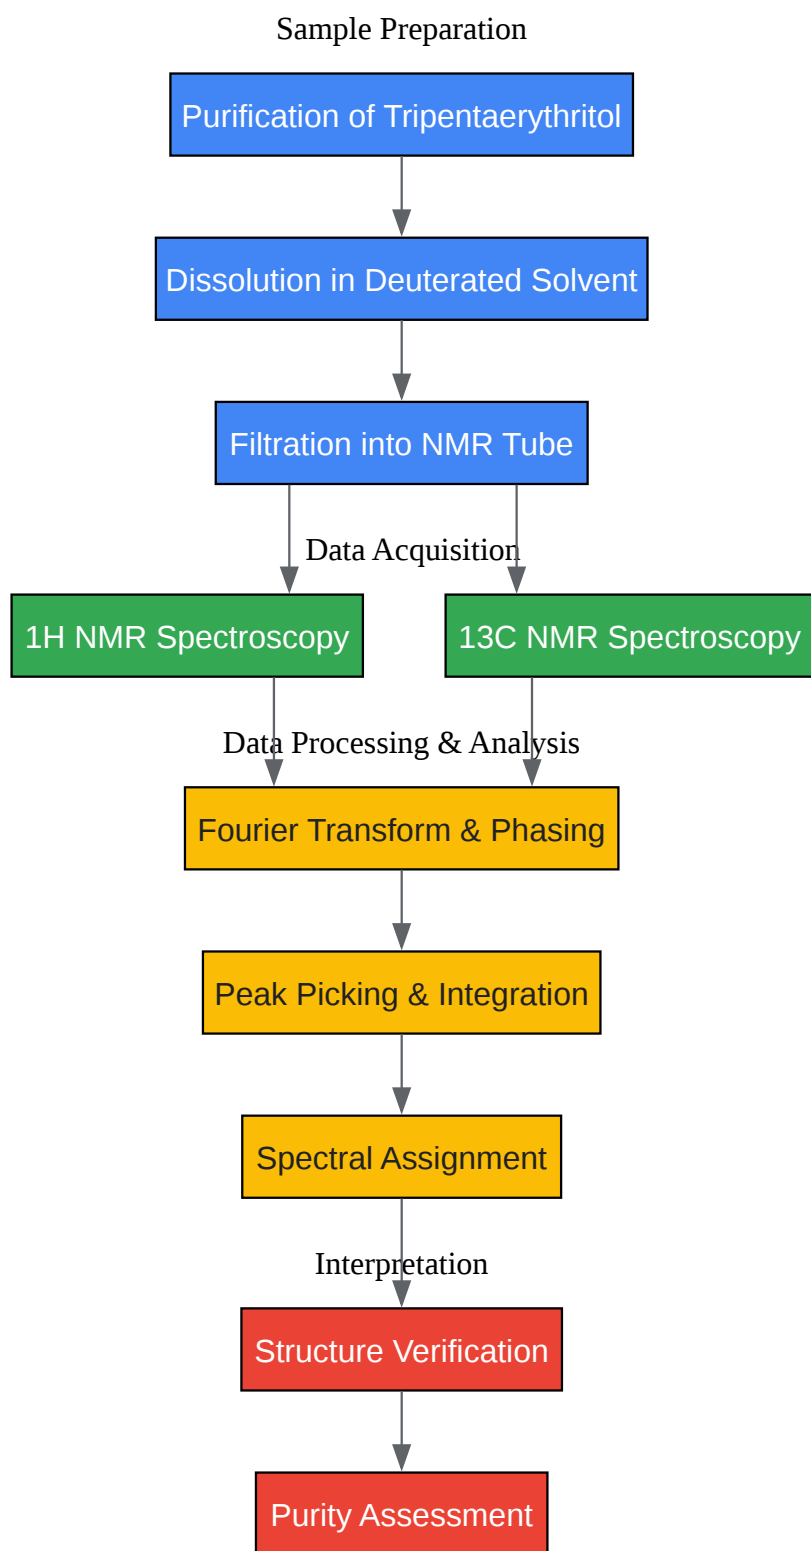 Sample Preparation
Purification of Tripentaerythritol
Dissolution in Deuterated Solvent
Filtration into NMR Tube
Data Acquisition
1H NMR Spectroscopy
13C NMR Spectroscopy
Data Processing & Analysis
Fourier Transform & Phasing
Peak Picking & Integration
Spectral Assignment
Interpretation
Structure Verification
Purity Assessment